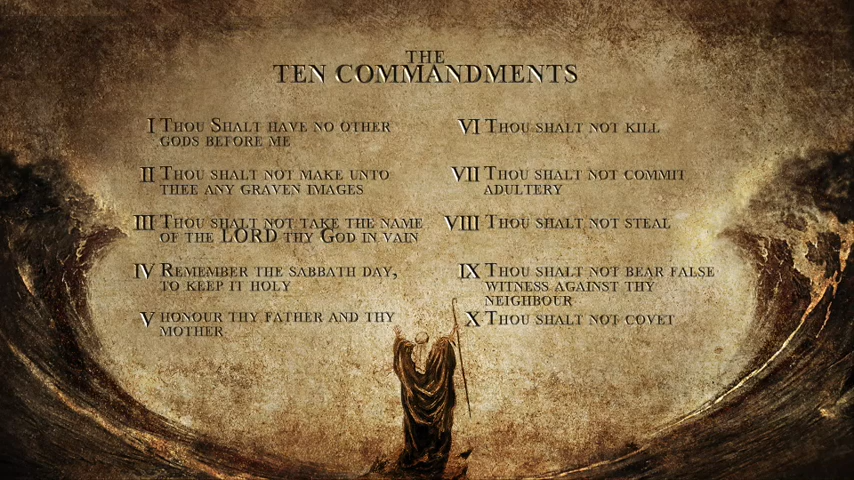 THE
TEN COMMANDMENTS
I THOU SHALT HAVE NO OTHER
GODS BEFORE ME
II THOU SHALT NOT MAKE UNTO
THEE ANY GRAVEN IMAGES
III THOU SHALT NOT TAKE THE NAME
OF THE LORD THY GOD IN VAIN
IV REMEMBER THE SABBATH DAY,
TO KEEP IT HOLY
V HONOUR THY FATHER AND THY
MOTHER
VI THOU SHALT NOT KILL
VII THOU SHALT NOT COMMIT
ADULTERY
VIII THOU SHALT NOT STEAL
IX THOU SHALT NOT BEAR FALSE
WITNESS AGAINST THY
NEIGHBOUR
X THOU SHALT NOT COVET